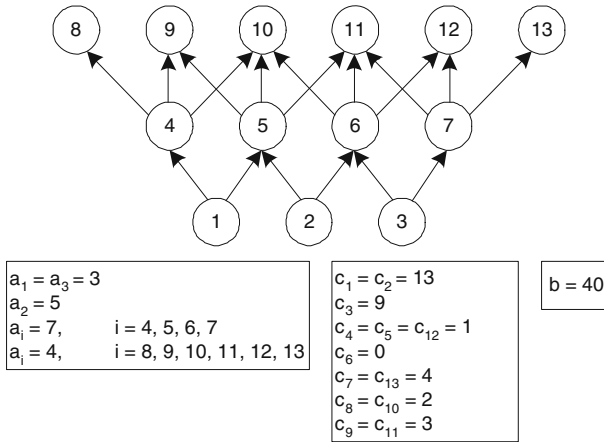 8 9 10 11 12 13
4 5 6 7
1 2 3
a₁ = a₃ = 3
a₂ = 5
aᵢ = 7, i = 4, 5, 6, 7
aᵢ = 4, i = 8, 9, 10, 11, 12, 13
c₁ = c₂ = 13
c₃ = 9
c₄ = c₅ = c₁₂ = 1
c₆ = 0
c₇ = c₁₃ = 4
c₈ = c₁₀ = 2
c₉ = c₁₁ = 3
b = 40